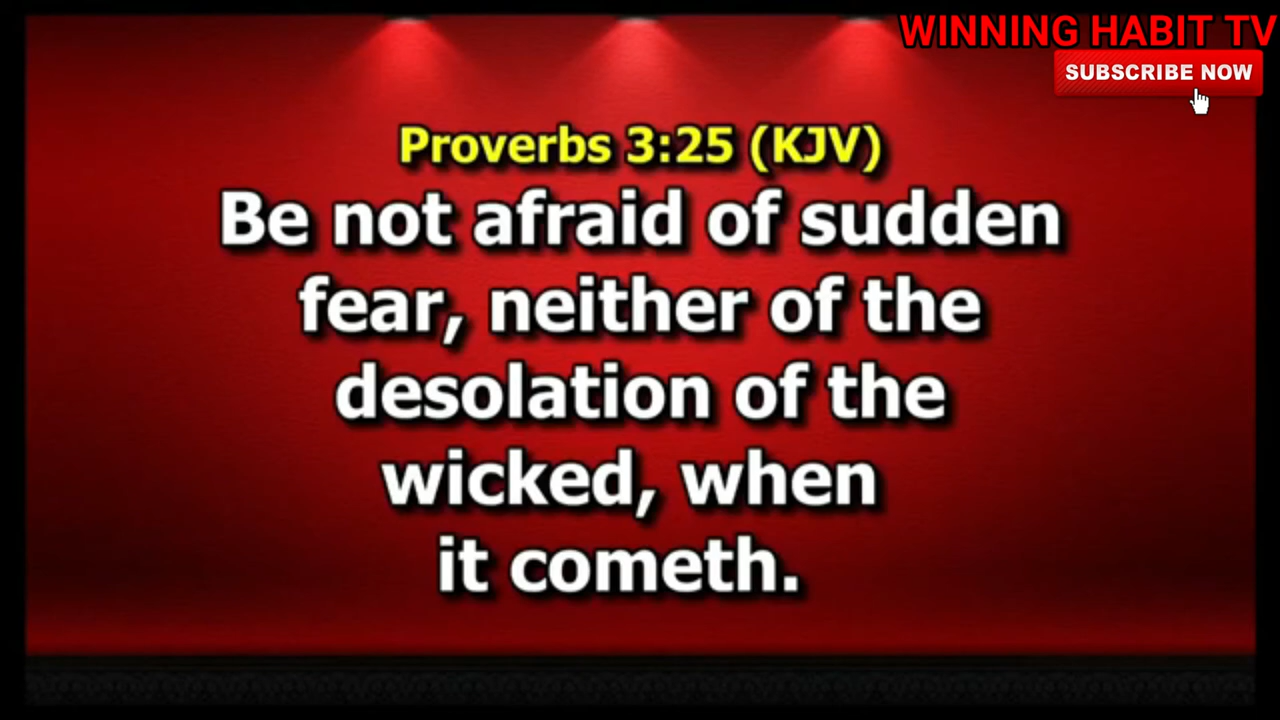 WINNING HABIT TV
SUBSCRIBE NOW
Proverbs 3:25 (KJV)
Be not afraid of sudden
fear, neither of the
desolation of the
wicked, when
it cometh.